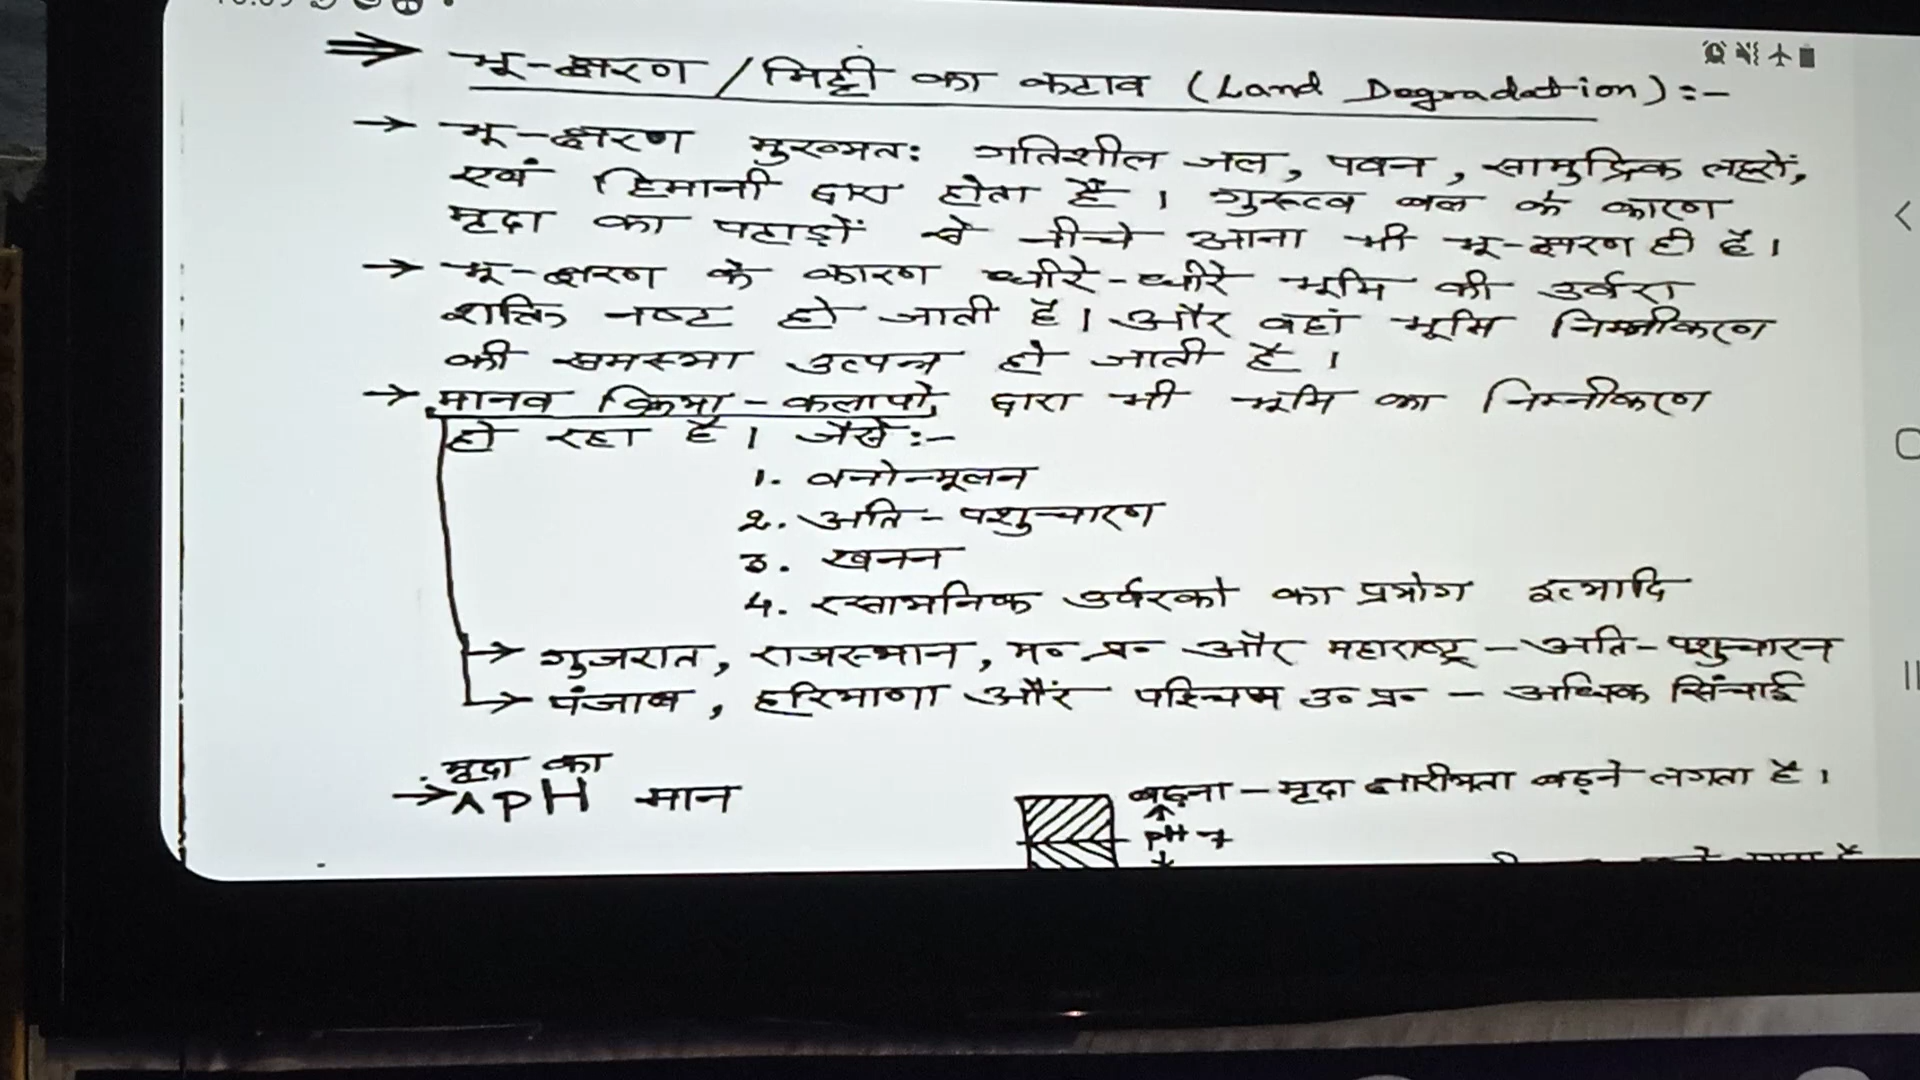 ⇒ भू-क्षरण / मिट्टी का कटाव (Land Degradation) :-
→ भू-क्षरण मुख्यतः गतिशील जल, पवन, सामुद्रिक लहरों,
एवं हिमानी द्वारा होता है । गुरूत्व बल के कारण
मृदा का पहाड़ों से नीचे आना भी भू-क्षरण ही है।
→ भू-क्षरण के कारण धीरे-धीरे भूमि की उर्वरा
शक्ति नष्ट हो जाती है। और वहां भूमि निम्नीकरण
की समस्या उत्पन्न हो जाती है ।
→ मानव क्रिया-कलापो द्वारा भी भूमि का निम्नीकरण
हो रहा है। जैसे:-
1. वनोन्मूलन
2. अति-पशुचारण
3. खनन
4. रसायनिक उर्वरको का प्रयोग इत्यादि
→ गुजरात, राजस्थान, म० प्र० और महाराष्ट्र - अति-पशुचारन
→ पंजाब, हरियाणा और पश्चिम उ० प्र० - अधिक सिंचाई
मृदा का
→ ^ pH मान
बढ़ना - मृदा क्षारीयता बढ़ने लगता है।
pH 7